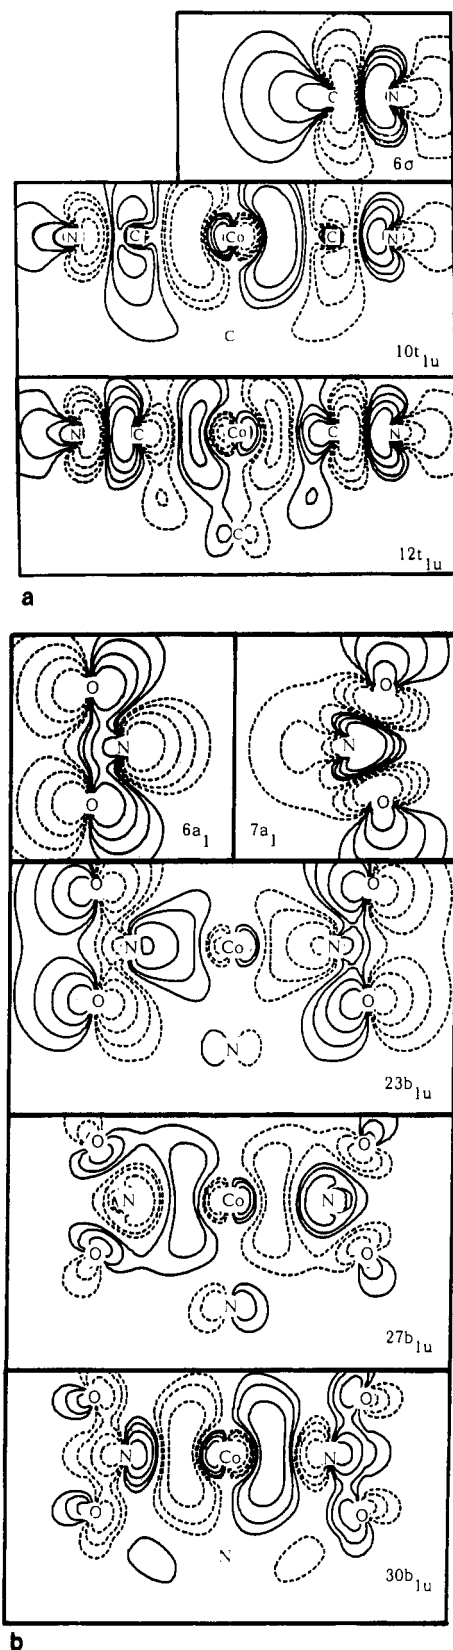 C N
6σ
N C Co C N
C
10t1u
N C Co C N
C
12t1u
a
O O
N N
O O
6a1 7a1
O O
N Co N
O O
N
23b1u
O O
N Co N
O O
N
27b1u
O O
N Co N
O O
N
30b1u
b